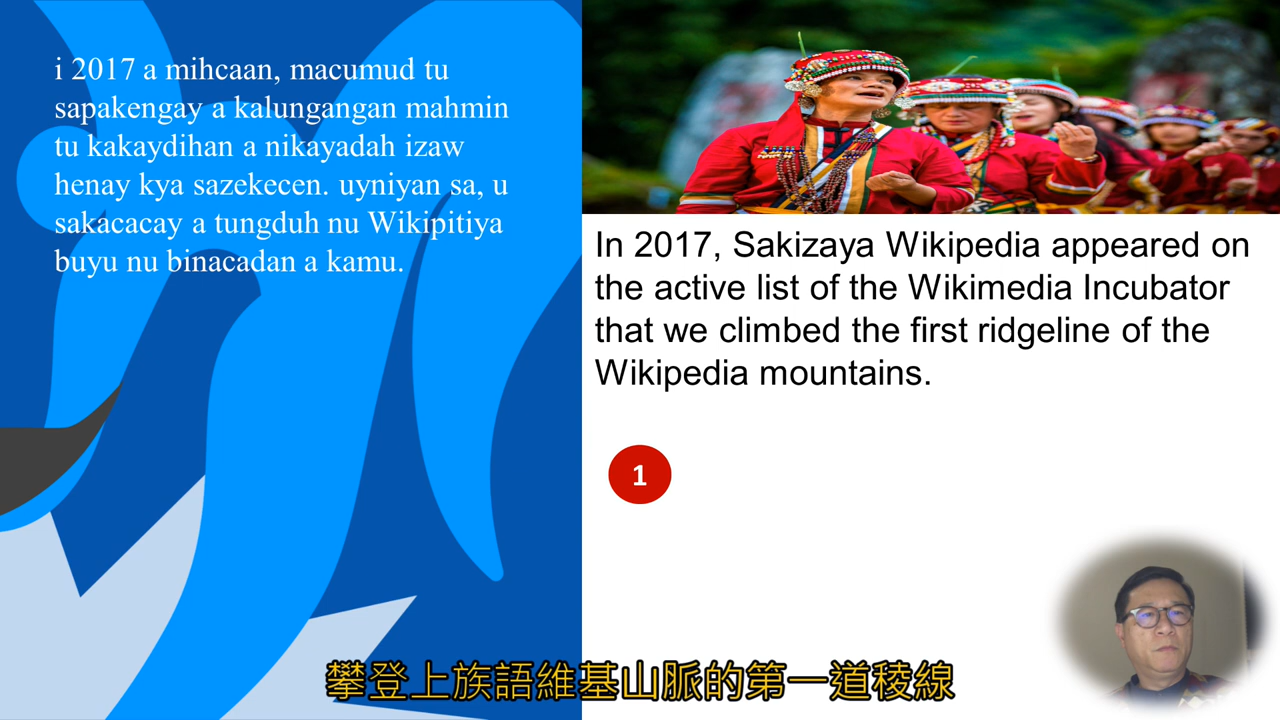 i 2017 a mihcaan, macumud tu
sapakengay a kalungangan mahmin
tu kakaydihan a nikayadah izaw
henay kya sazekecen. uyniyan sa, u
sakacacay a tungduh nu Wikipitiya
buyu nu binacadan a kamu.
In 2017, Sakizaya Wikipedia appeared on
the active list of the Wikimedia Incubator
that we climbed the first ridgeline of the
Wikipedia mountains.
1
攀登上族語維基山脈的第一道稜線